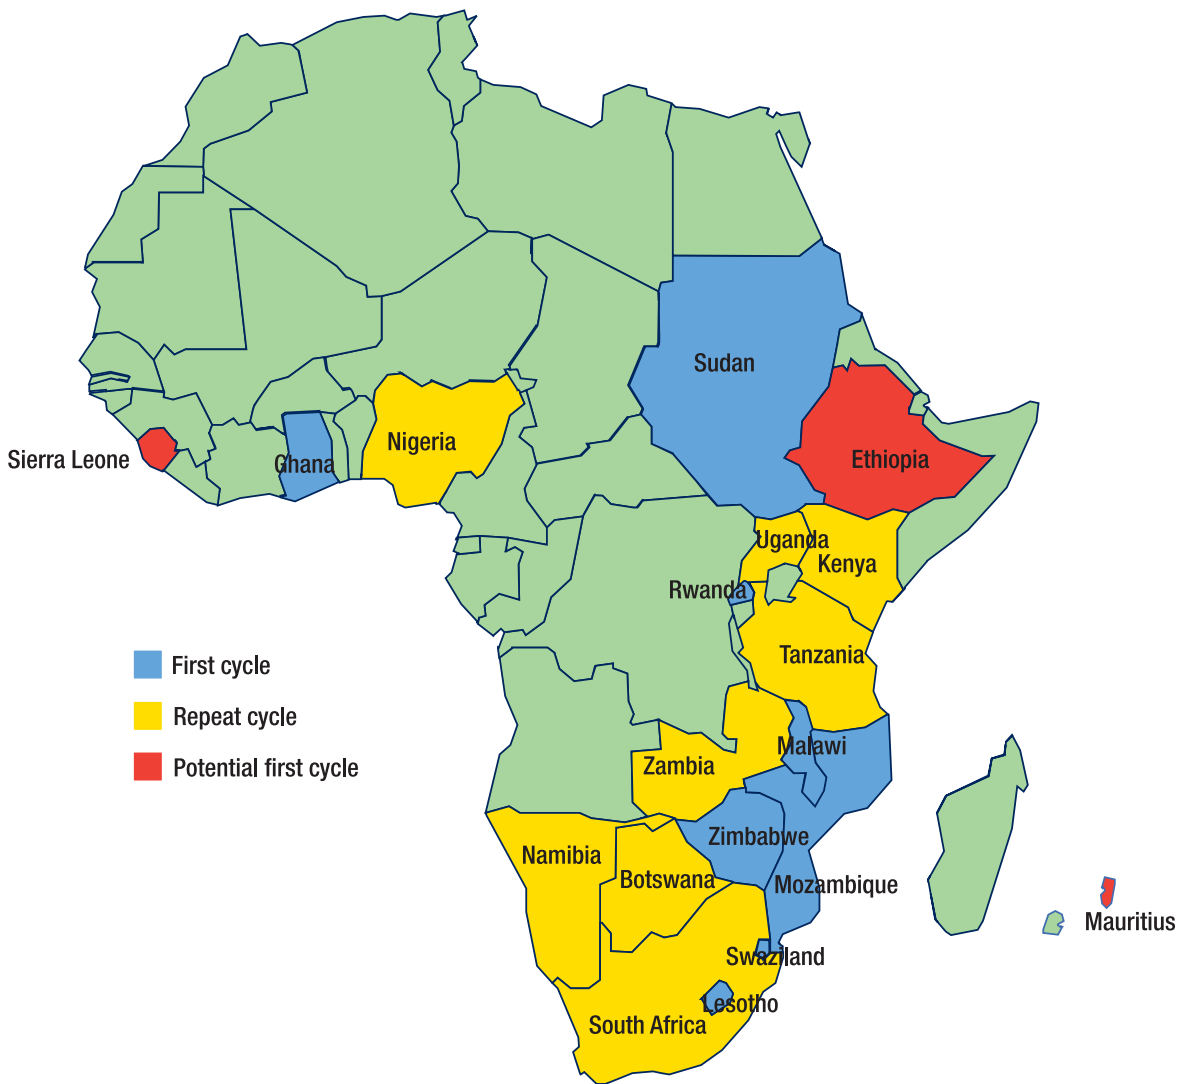 Sudan
Nigeria
Sierra Leone
Ghana
Ethiopia
Uganda
Kenya
Rwanda
Tanzania
First cycle
Repeat cycle
Potential first cycle
Malawi
Zambia
Zimbabwe
Namibia
Botswana
Mozambique
Mauritius
Swaziland
Lesotho
South Africa